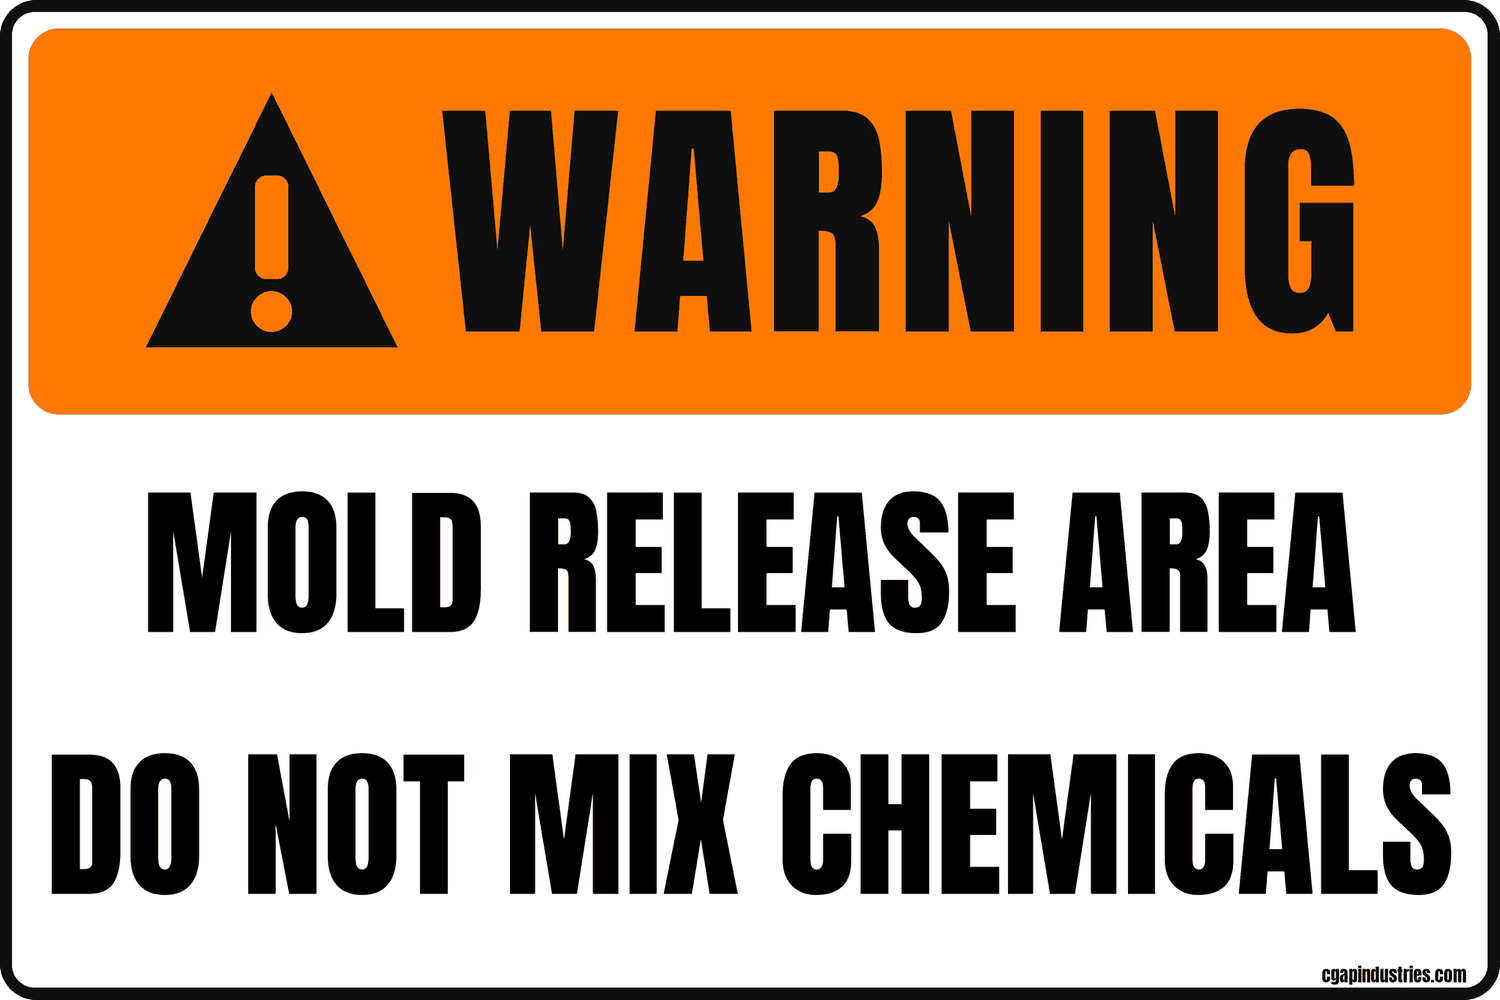 WARNING
MOLD RELEASE AREA
DO NOT MIX CHEMICALS
cgapindustries.com